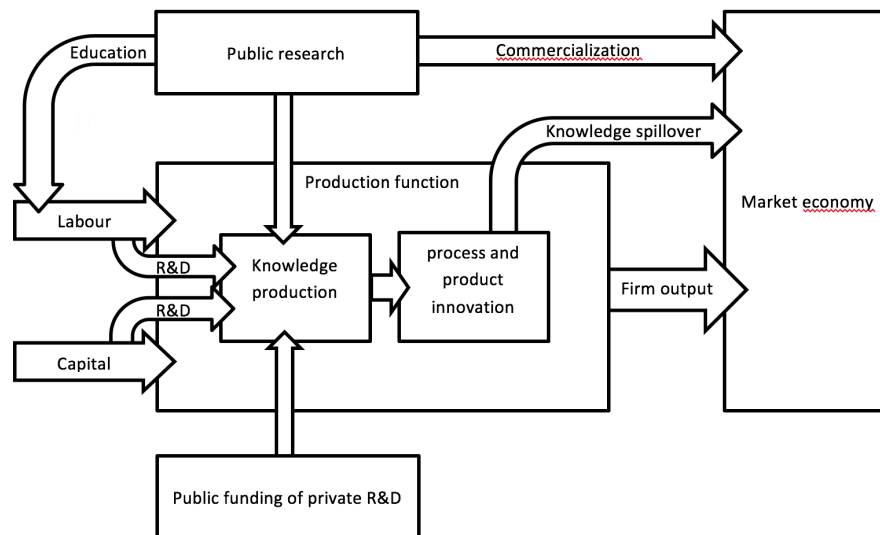 Education
Public research
Commercialization
Knowledge spillover
Production function
Market economy
Labour
R&D
Knowledge
production
process and
product
innovation
Firm output
R&D
Capital
Public funding of private R&D